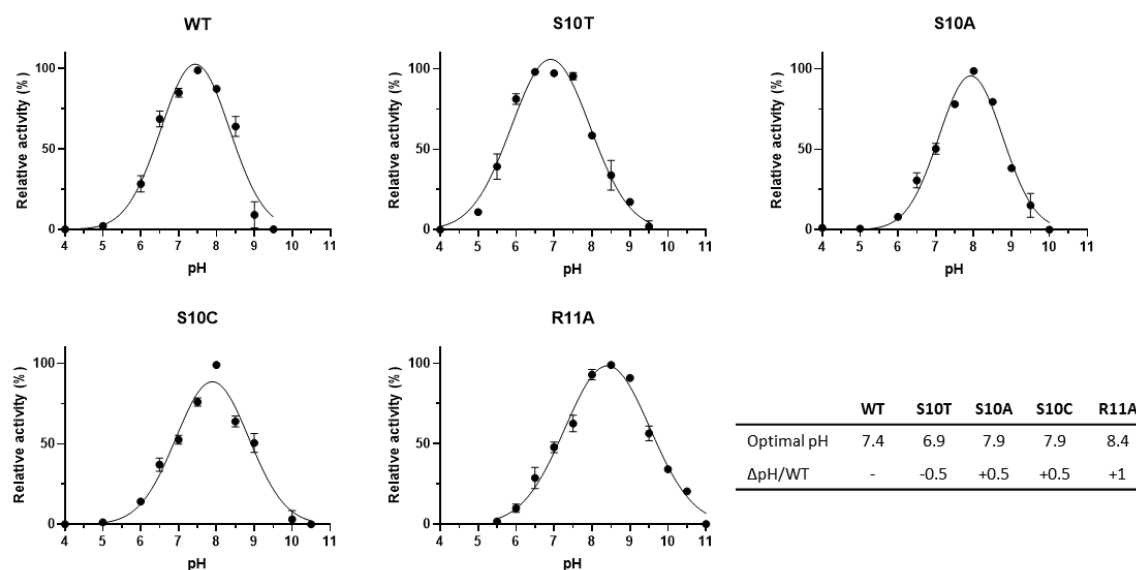 WT
Relative activity (%)
100
50
0
4 5 6 7 8 9 10 11
pH
S10T
Relative activity (%)
100
50
0
4 5 6 7 8 9 10 11
pH
S10A
Relative activity (%)
100
50
0
4 5 6 7 8 9 10 11
pH
S10C
Relative activity (%)
100
50
0
4 5 6 7 8 9 10 11
pH
R11A
Relative activity (%)
100
50
0
4 5 6 7 8 9 10 11
pH
WT S10T S10A S10C R11A
Optimal pH 7.4 6.9 7.9 7.9 8.4
ΔpH/WT - -0.5 +0.5 +0.5 +1